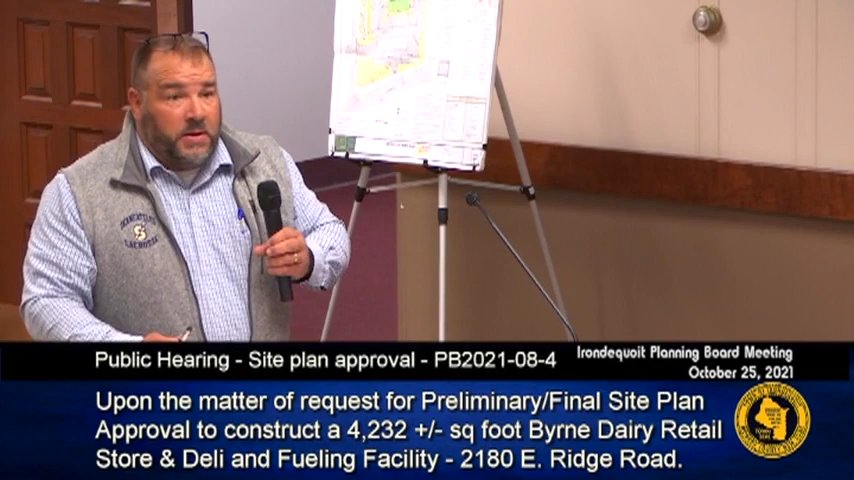 LACROSSE
Public Hearing - Site plan approval - PB2021-08-4
Irondequoit Planning Board Meeting
October 25, 2021
Upon the matter of request for Preliminary/Final Site Plan
Approval to construct a 4,232 +/- sq foot Byrne Dairy Retail
Store & Deli and Fueling Facility - 2180 E. Ridge Road.